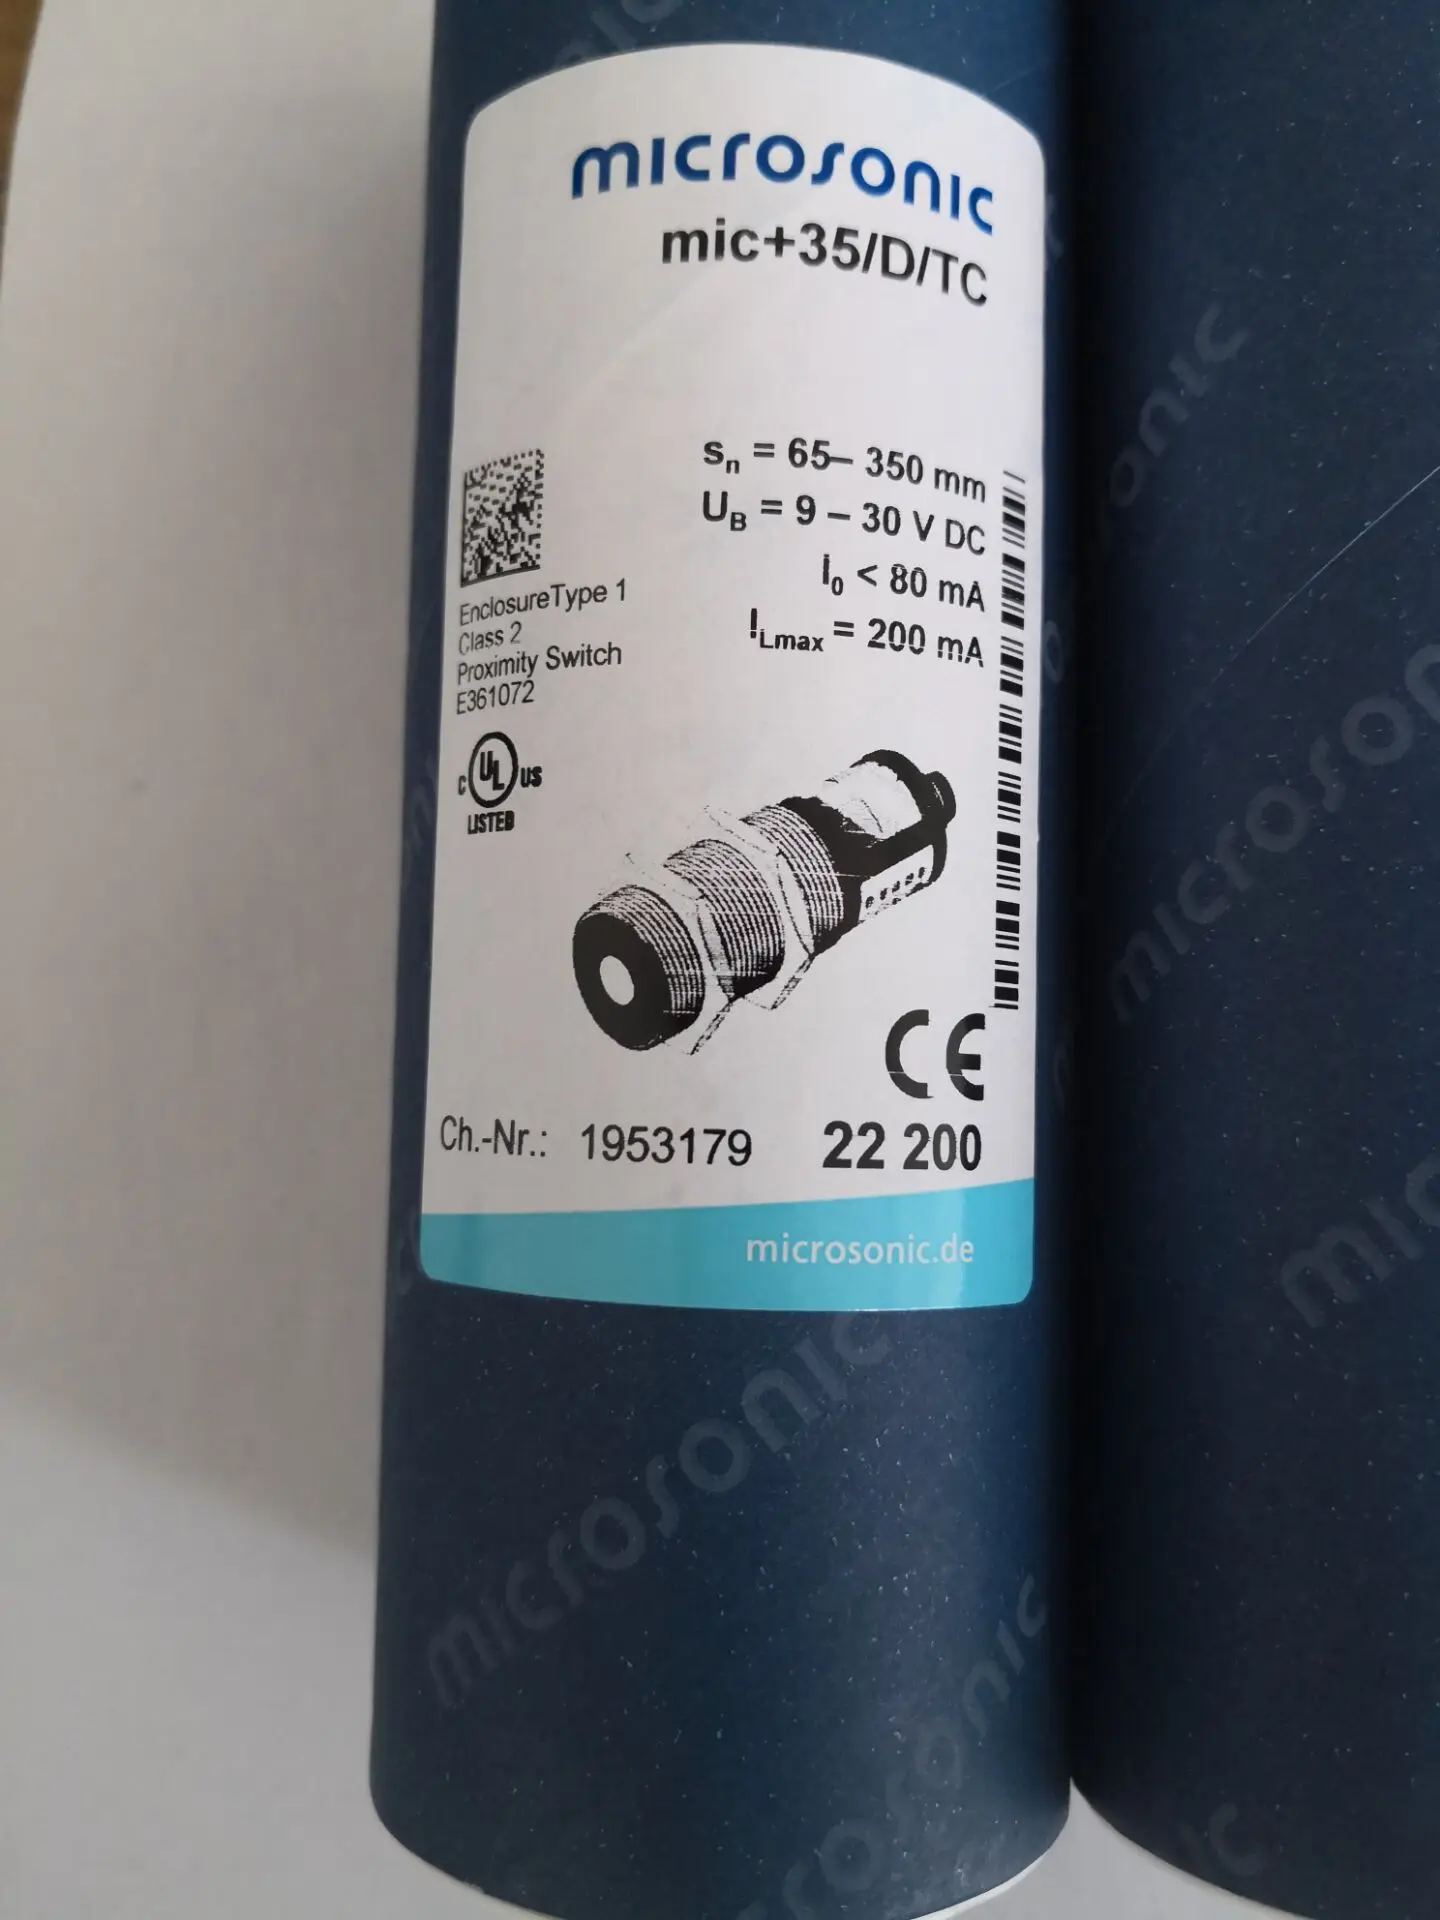 microsonic
mic+35/D/TC
sn = 65– 350 mm
UB = 9 – 30 V DC
I0 < 80 mA
ILmax = 200 mA
EnclosureType 1
Class 2
Proximity Switch
E361072
c UL US
LISTED
CE
Ch.-Nr.: 1953179 22 200
microsonic.de
microsonic
microsonic
microsonic